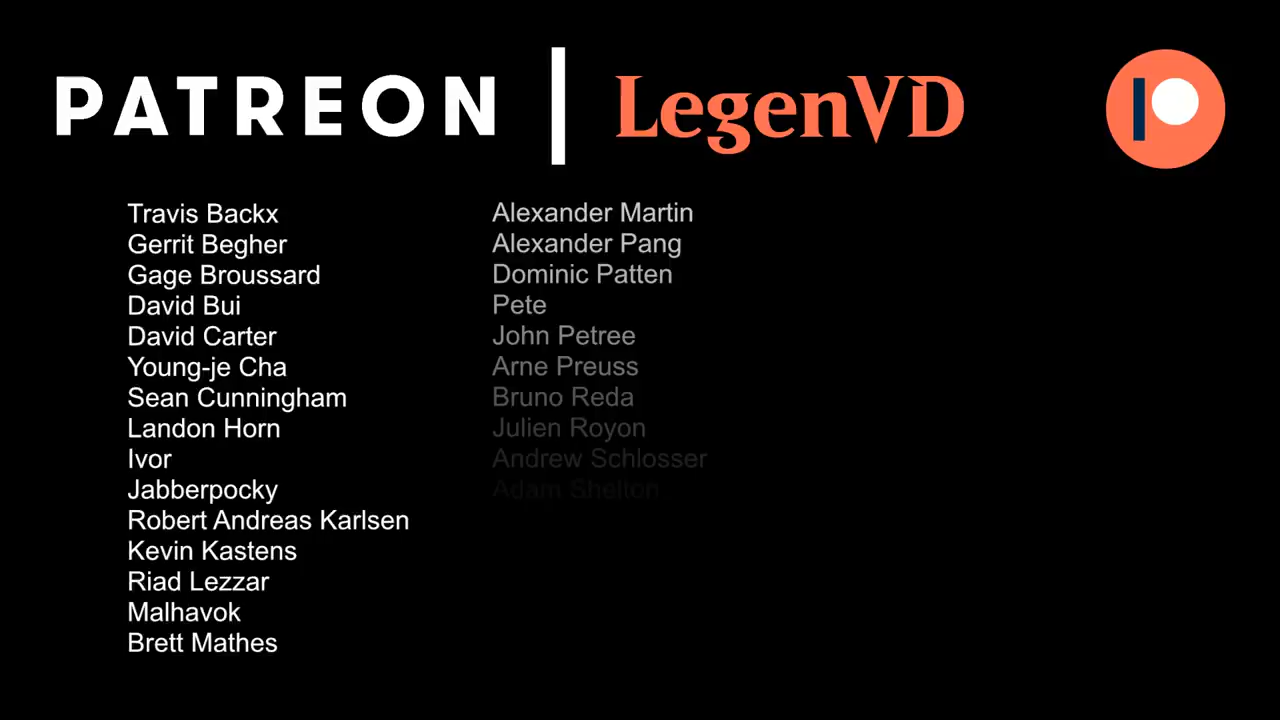 PATREON | LegenVD
Travis Backx
Gerrit Begher
Gage Broussard
David Bui
David Carter
Young-je Cha
Sean Cunningham
Landon Horn
Ivor
Jabberpocky
Robert Andreas Karlsen
Kevin Kastens
Riad Lezzar
Malhavok
Brett Mathes
Alexander Martin
Alexander Pang
Dominic Patten
Pete
John Petree
Arne Preuss
Bruno Reda
Julien Royon
Andrew Schlosser
Adam Shelton